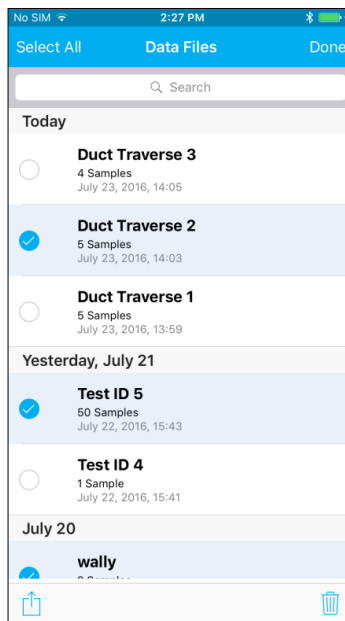 No SIM 2:27 PM
Select All Data Files Done
Search
Today
Duct Traverse 3
4 Samples
July 23, 2016, 14:05
Duct Traverse 2
5 Samples
July 23, 2016, 14:03
Duct Traverse 1
5 Samples
July 23, 2016, 13:59
Yesterday, July 21
Test ID 5
50 Samples
July 22, 2016, 15:43
Test ID 4
1 Sample
July 22, 2016, 15:41
July 20
wally